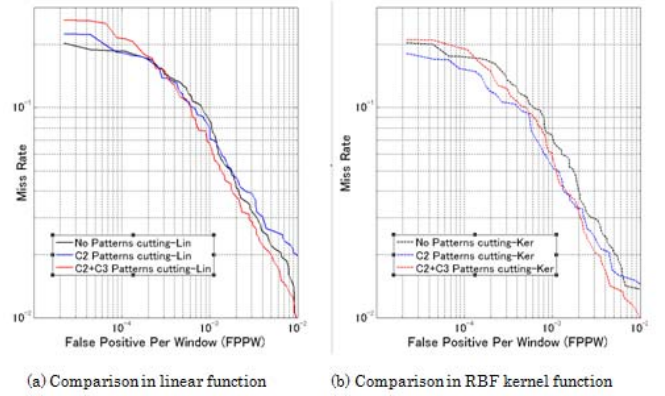 Miss Rate
10⁻¹
10⁻²
No Patterns cutting-Lin
C2 Patterns cutting-Lin
C2+C3 Patterns cutting-Lin
10⁻⁴
10⁻³
10⁻²
False Positive Per Window (FPPW)
(a) Comparison in linear function
Miss Rate
10⁻¹
10⁻²
No Patterns cutting-Ker
C2 Patterns cutting-Ker
C2+C3 Patterns cutting-Ker
10⁻⁴
10⁻³
10⁻²
False Positive Per Window (FPPW)
(b) Comparison in RBF kernel function